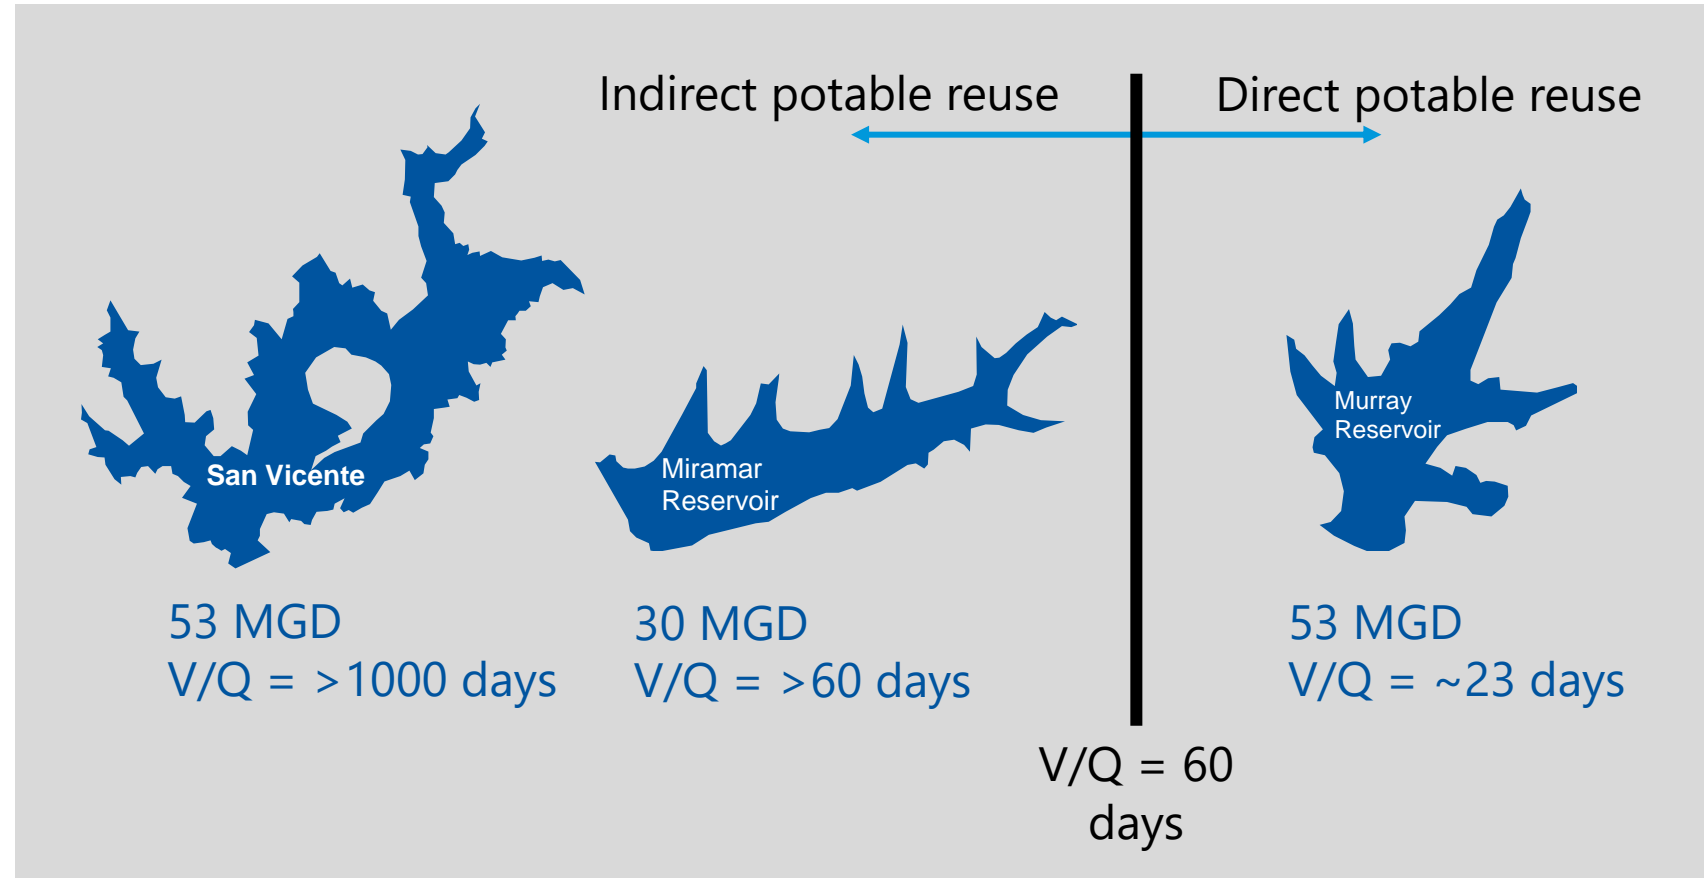 Indirect potable reuse
Direct potable reuse
San Vicente
Miramar
Reservoir
Murray
Reservoir
53 MGD
V/Q = >1000 days
30 MGD
V/Q = >60 days
53 MGD
V/Q = ~23 days
V/Q = 60
days